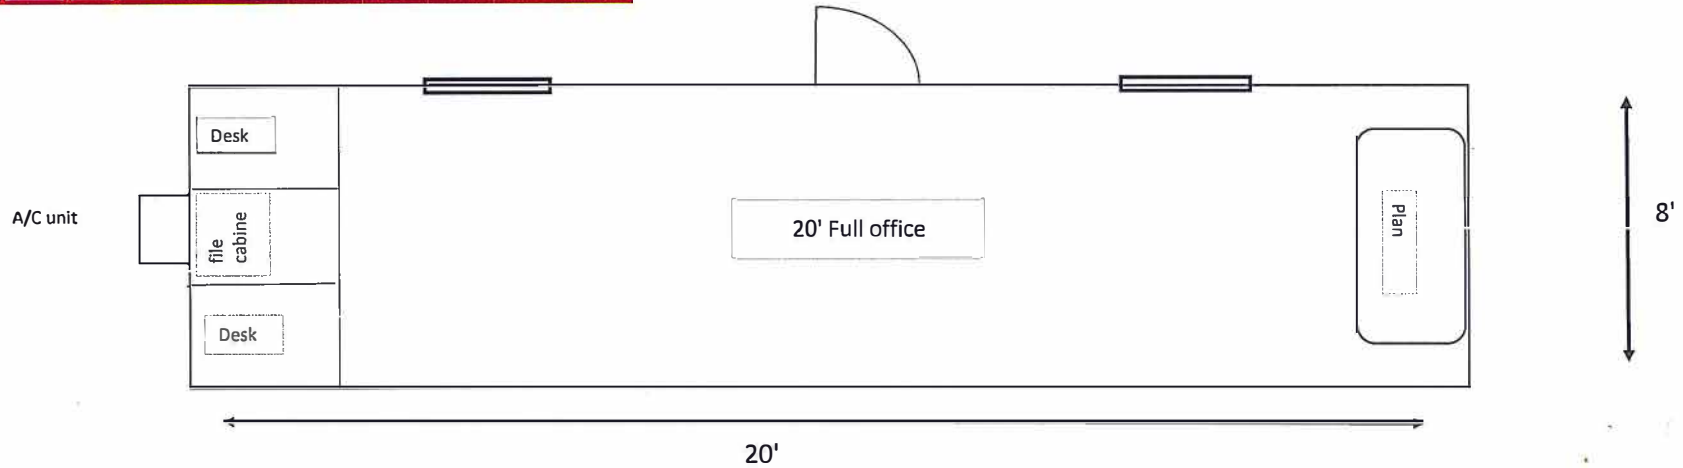 Desk
A/C unit
file
cabine
Desk
20' Full office
Plan
8'
20'